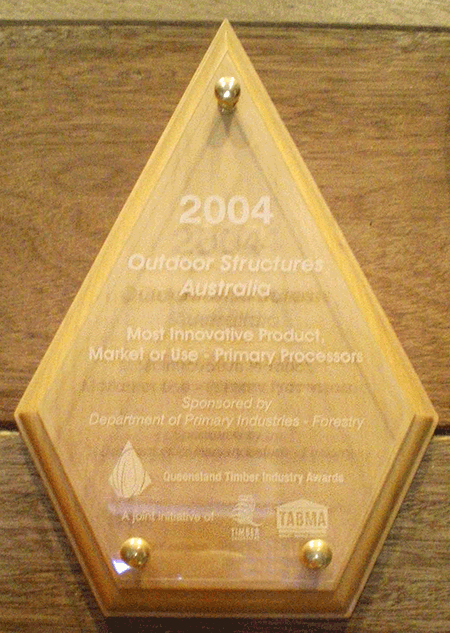 2004
Outdoor Structures
Australia
Most Innovative Product,
Market or Use - Primary Processors
Sponsored by
Department of Primary Industries - Forestry
Queensland Timber Industry Awards
A joint initiative of
TIMBER
TABMA